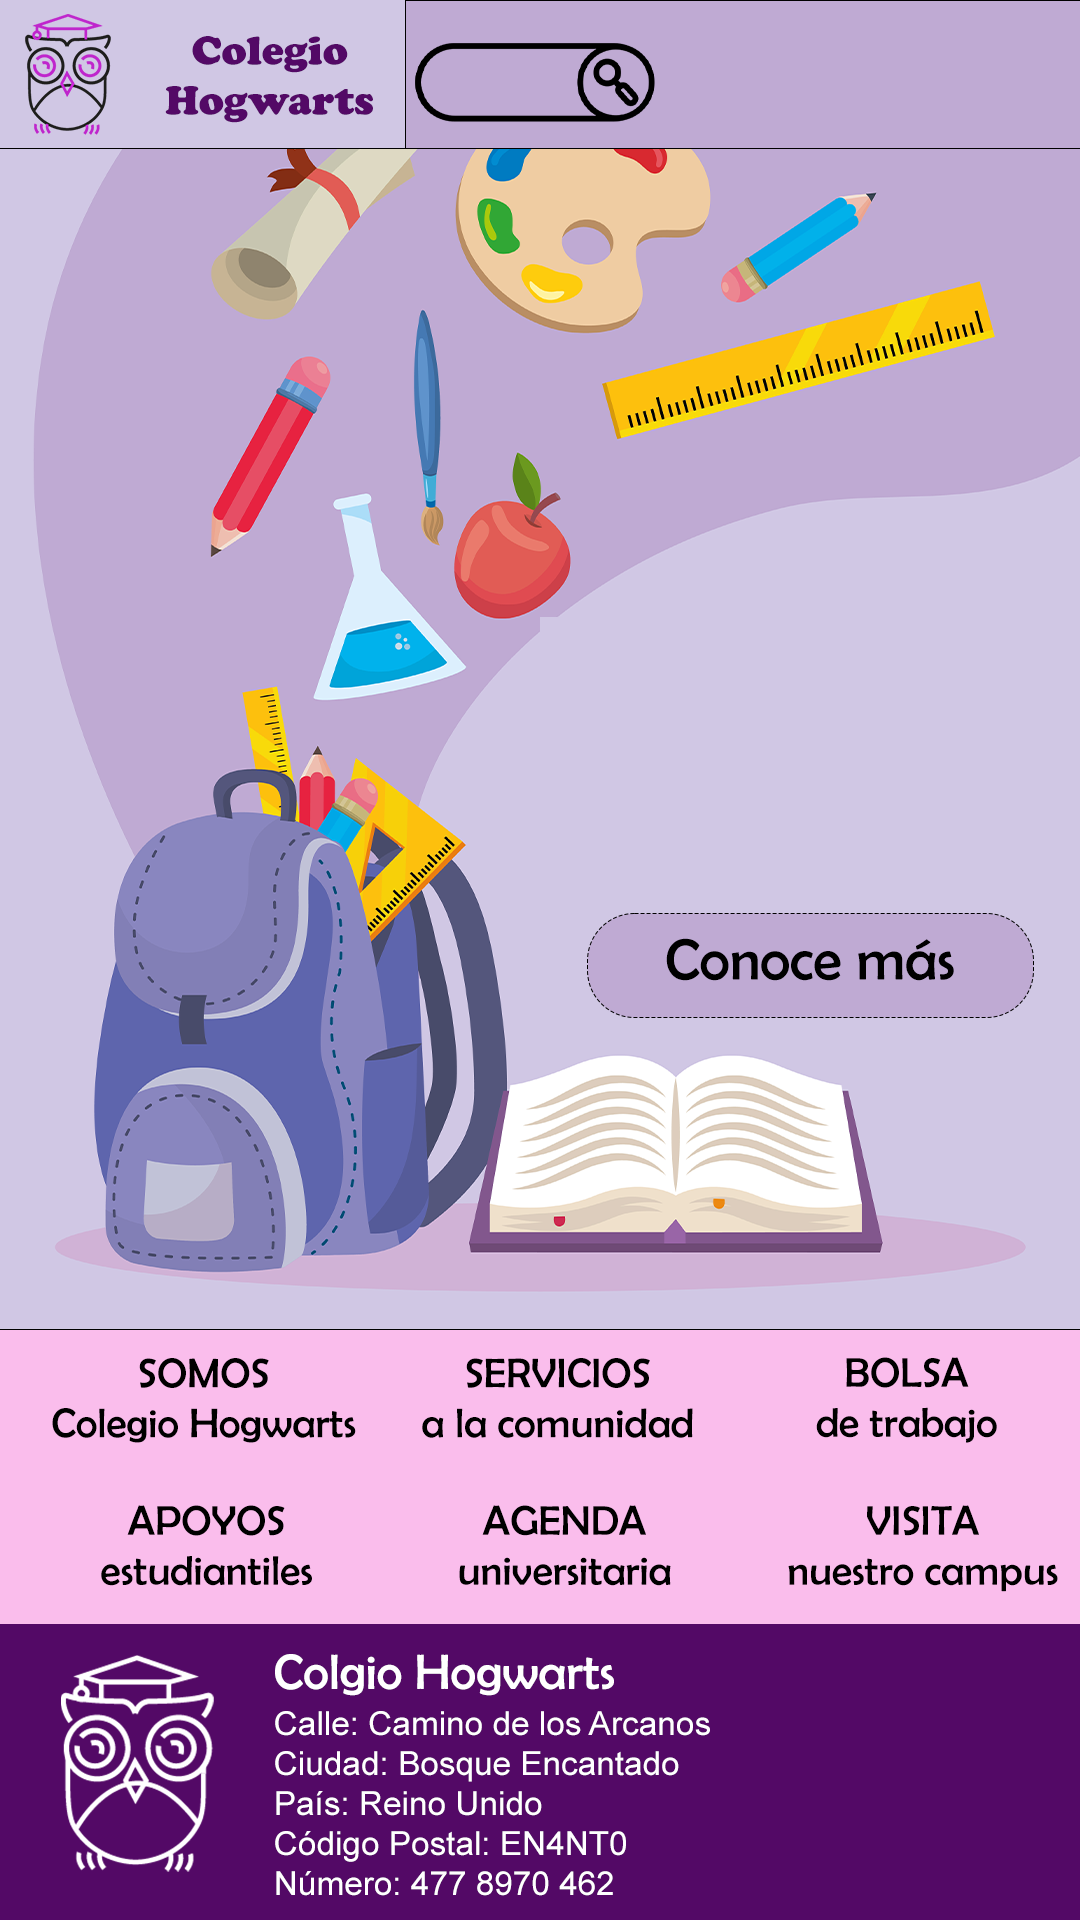 Colegio
Hogwarts
Conoce más
SOMOS
Colegio Hogwarts
SERVICIOS
a la comunidad
BOLSA
de trabajo
APOYOS
estudiantiles
AGENDA
universitaria
VISITA
nuestro campus
Colgio Hogwarts
Calle: Camino de los Arcanos
Ciudad: Bosque Encantado
País: Reino Unido
Código Postal: EN4NT0
Número: 477 8970 462